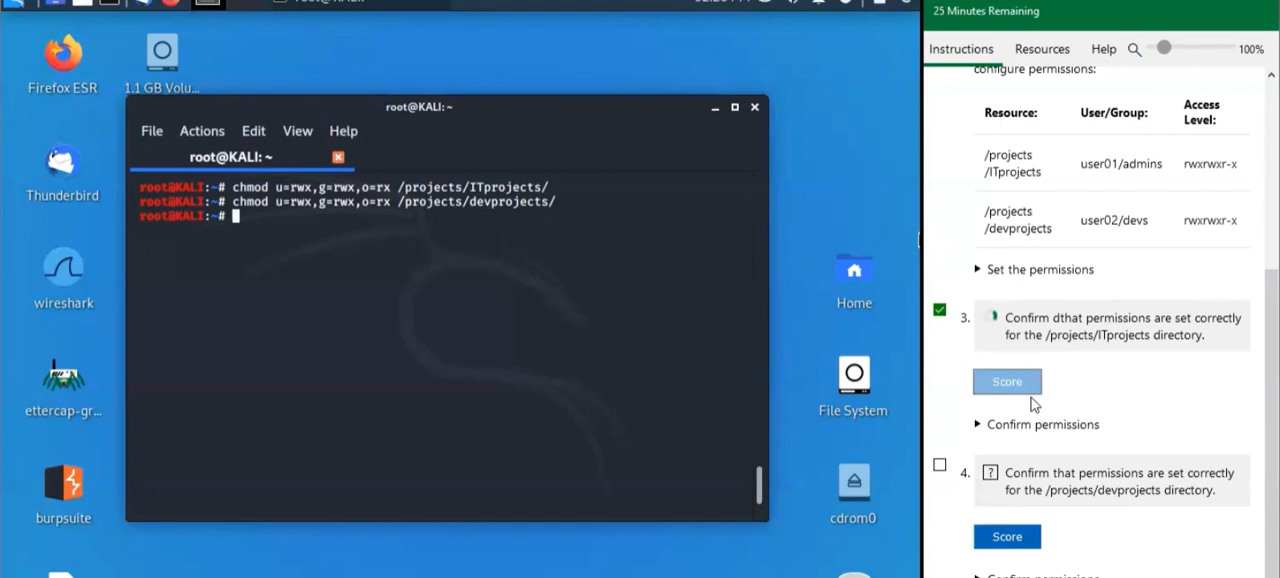 25 Minutes Remaining
Instructions Resources Help 100%
Firefox ESR
1.1 GB Volu...
Thunderbird
wireshark
ettercap-gr...
burpsuite
root@KALI:~
File Actions Edit View Help
root@KALI: ~
root@KALI:~# chmod u=rwx,g=rwx,o=rx /projects/ITprojects/
root@KALI:~# chmod u=rwx,g=rwx,o=rx /projects/devprojects/
root@KALI:~#
Home
File System
cdrom0
configure permissions:
Resource: User/Group: Access
Level:
/projects
/ITprojects
user01/admins rwxrwxr-x
/projects
/devprojects
user02/devs rwxrwxr-x
Set the permissions
3. Confirm dthat permissions are set correctly
for the /projects/ITprojects directory.
Score
Confirm permissions
4. ? Confirm that permissions are set correctly
for the /projects/devprojects directory.
Score